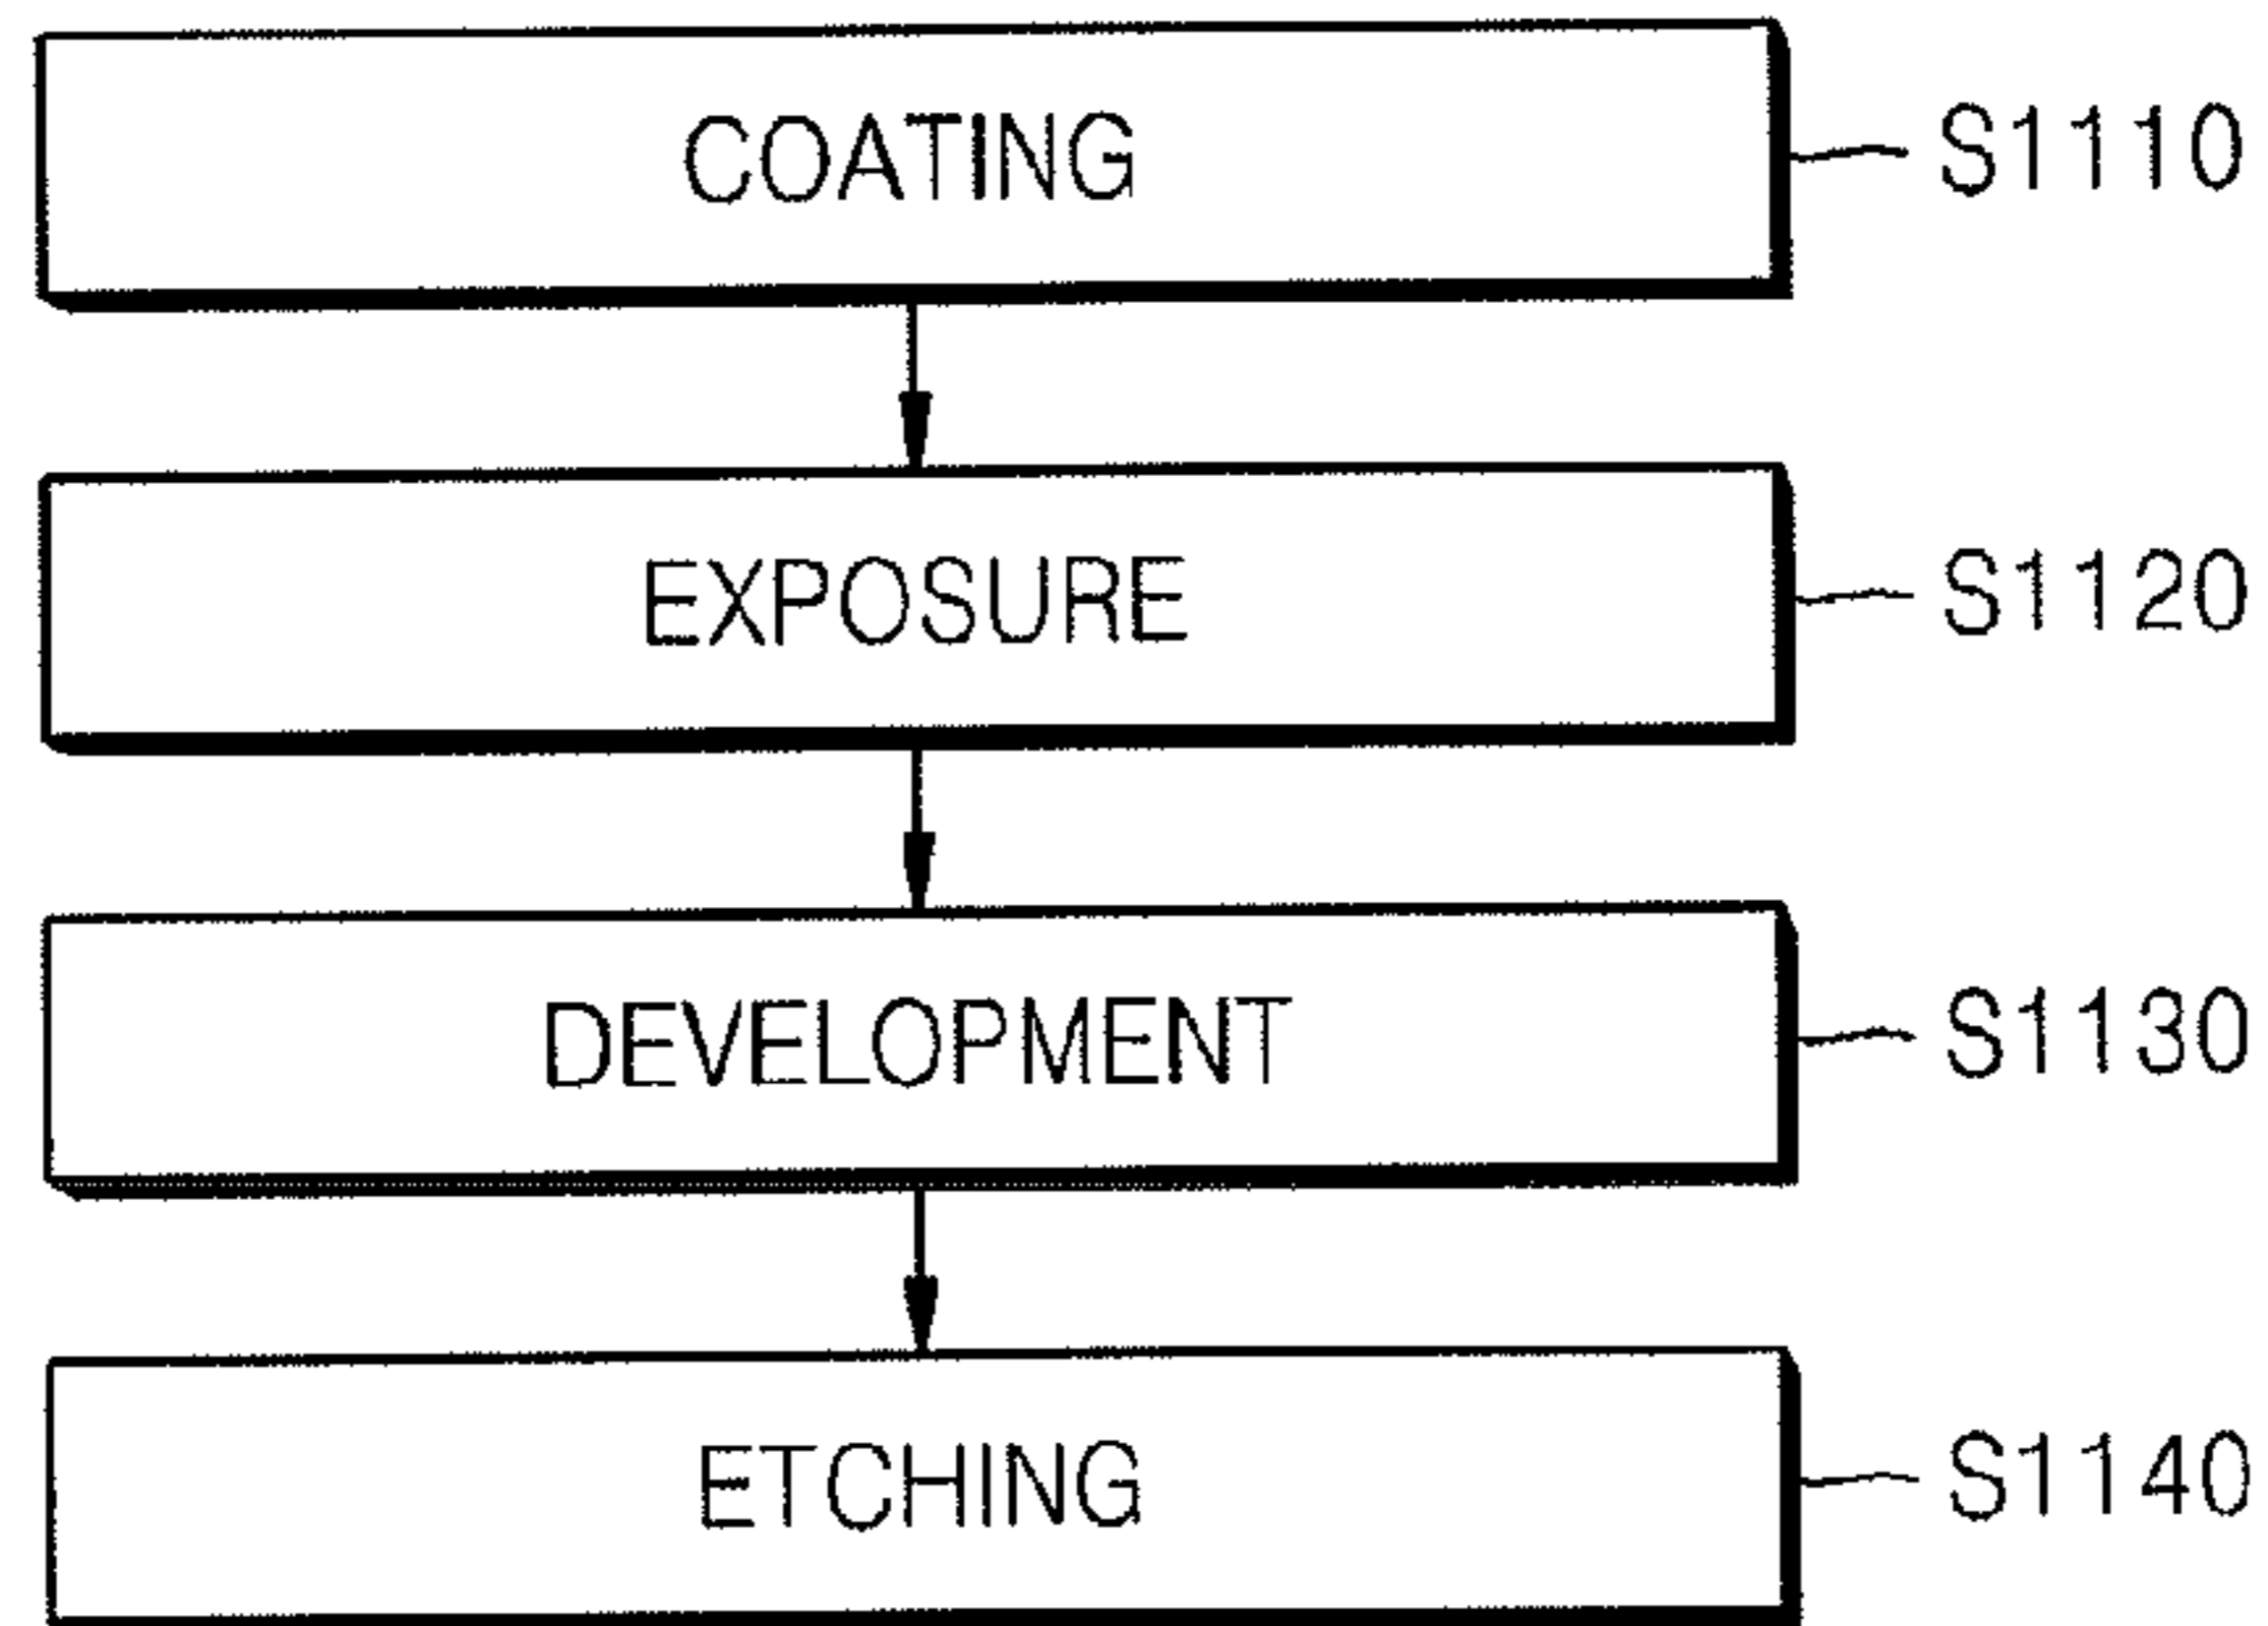 COATING S1110
EXPOSURE S1120
DEVELOPMENT S1130
ETCHING S1140